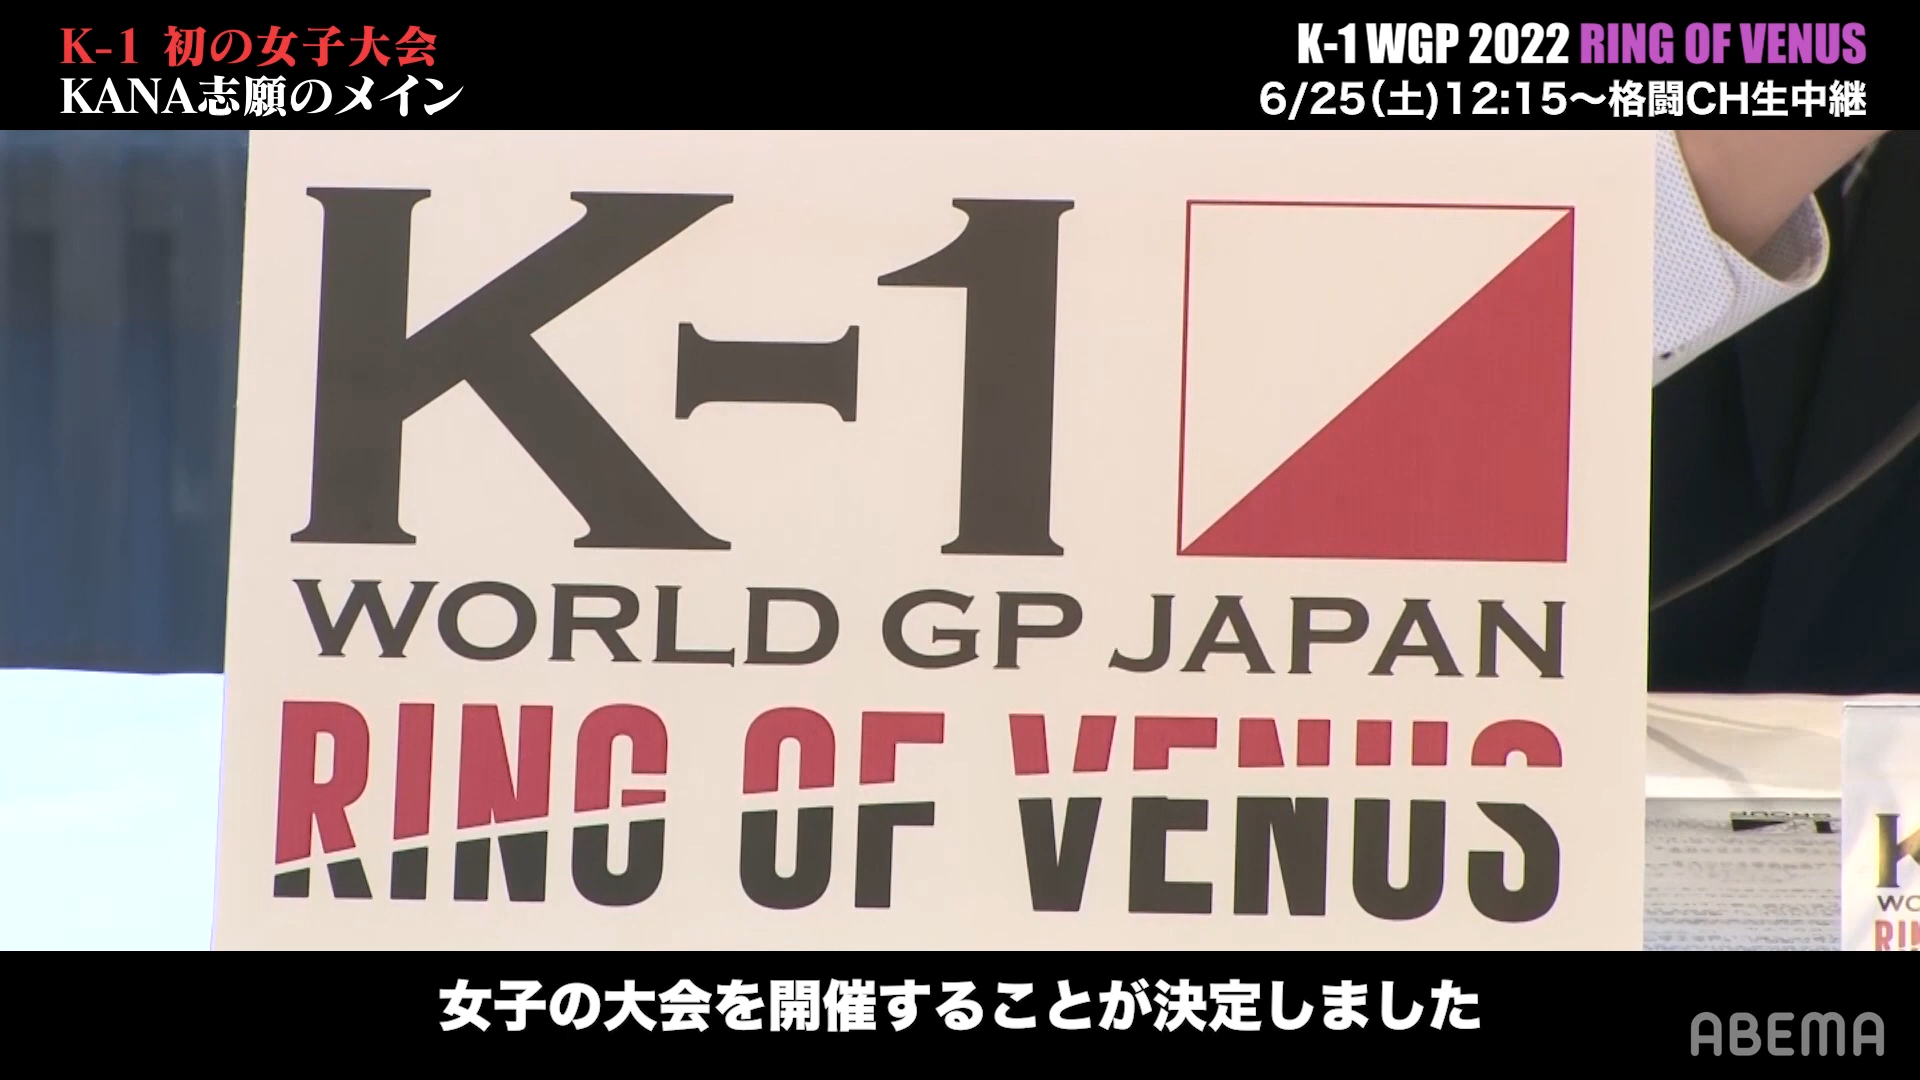 K-1 初の女子大会
KANA志願のメイン
K-1 WGP 2022 RING OF VENUS
6/25(土)12:15～格闘CH生中継
K-1
WORLD GP JAPAN
RING OF VENUS
女子の大会を開催することが決定しました
ABEMA